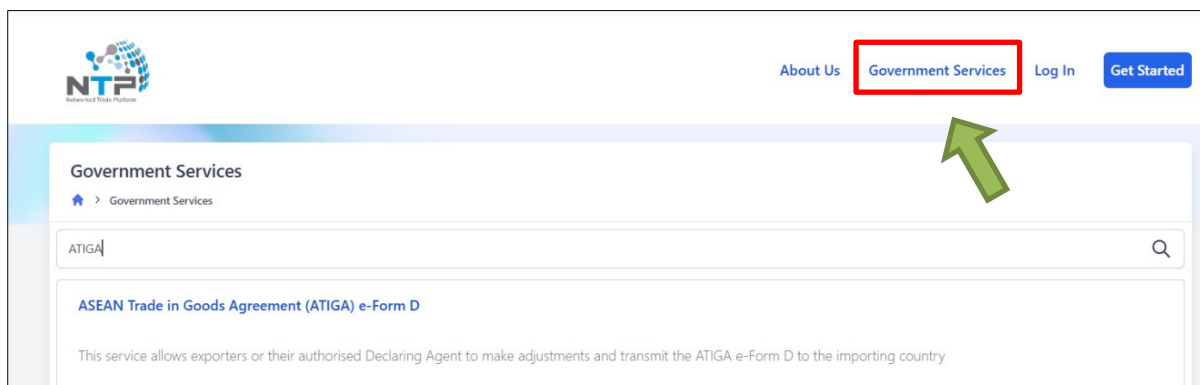 NTP
Networked Trade Platform
About Us Government Services Log In Get Started
Government Services
> Government Services
ATIGA
ASEAN Trade in Goods Agreement (ATIGA) e-Form D
This service allows exporters or their authorised Declaring Agent to make adjustments and transmit the ATIGA e-Form D to the importing country